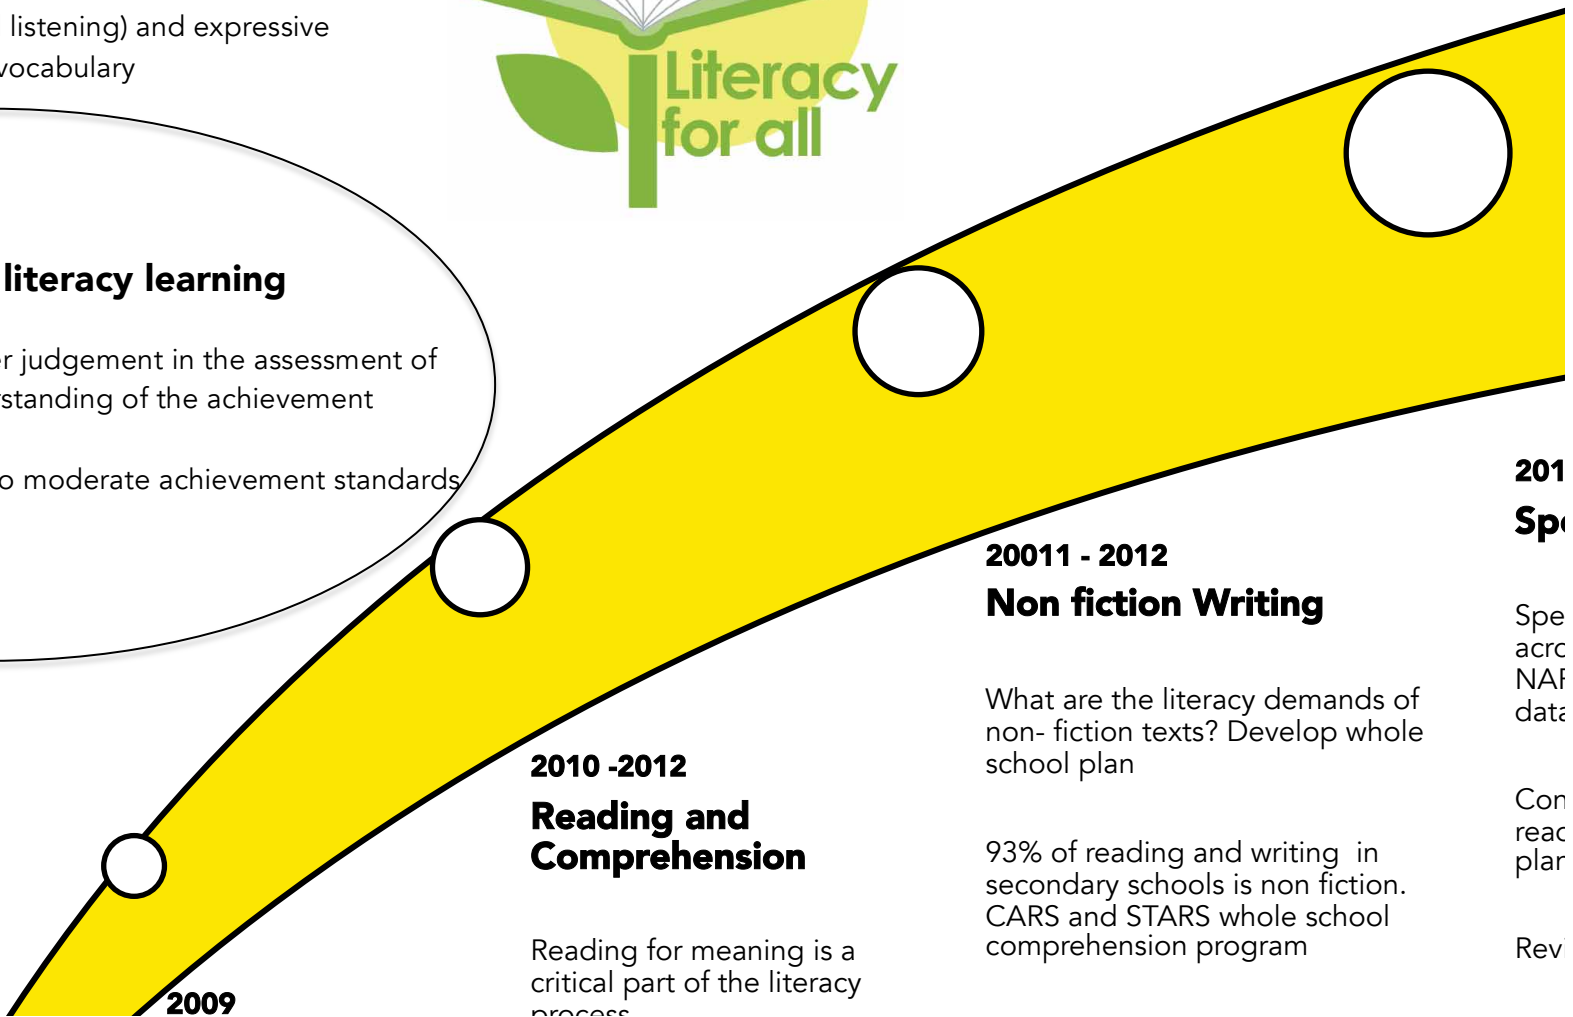 listening) and expressive
vocabulary
Literacy
for all
literacy learning
judgement in the assessment of
of the achievement
moderate achievement standards
2009
2010 -2012
Reading and
Comprehension
Reading for meaning is a
critical part of the literacy
process
20011 - 2012
Non fiction Writing
What are the literacy demands of
non- fiction texts? Develop whole
school plan
93% of reading and writing  in
secondary schools is non fiction.
CARS and STARS whole school
comprehension program